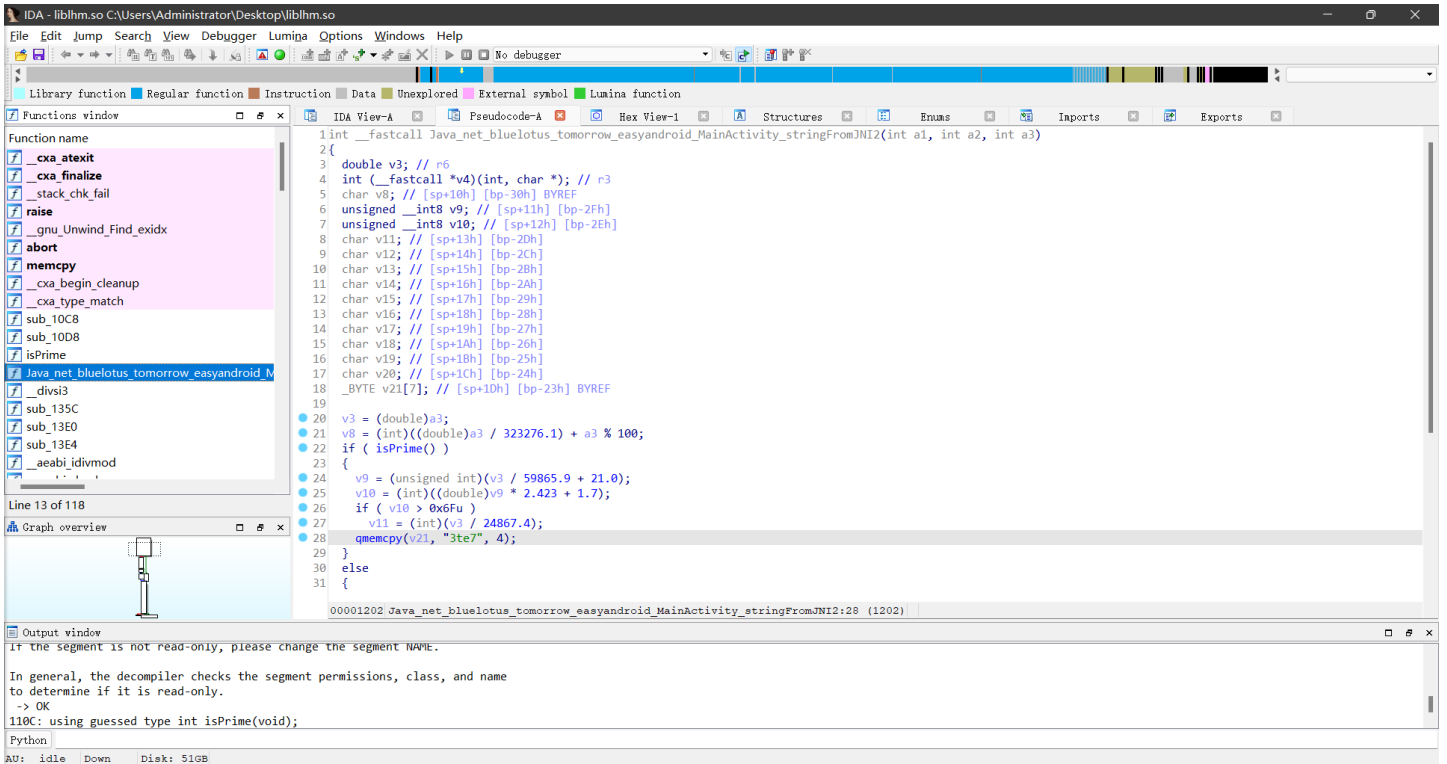 IDA - liblhm.so C:\Users\Administrator\Desktop\liblhm.so
File Edit Jump Search View Debugger Lumina Options Windows Help
No debugger
Library function Regular function Instruction Data Unexplored External symbol Lumina function
Functions window
IDA View-A Pseudocode-A Hex View-1 Structures Enums Imports Exports
Function name
__cxa_atexit
__cxa_finalize
__stack_chk_fail
raise
__gnu_Unwind_Find_exidx
abort
memcpy
__cxa_begin_cleanup
__cxa_type_match
sub_10C8
sub_10D8
isPrime
Java_net_bluelotus_tomorrow_easyandroid_M
__divsi3
sub_135C
sub_13E0
sub_13E4
__aeabi_idivmod
Line 13 of 118
Graph overview
1 int __fastcall Java_net_bluelotus_tomorrow_easyandroid_MainActivity_stringFromJNI2(int a1, int a2, int a3)
2 {
3 double v3; // r6
4 int (__fastcall *v4)(int, char *); // r3
5 char v8; // [sp+10h] [bp-30h] BYREF
6 unsigned __int8 v9; // [sp+11h] [bp-2Fh]
7 unsigned __int8 v10; // [sp+12h] [bp-2Eh]
8 char v11; // [sp+13h] [bp-2Dh]
9 char v12; // [sp+14h] [bp-2Ch]
10 char v13; // [sp+15h] [bp-2Bh]
11 char v14; // [sp+16h] [bp-2Ah]
12 char v15; // [sp+17h] [bp-29h]
13 char v16; // [sp+18h] [bp-28h]
14 char v17; // [sp+19h] [bp-27h]
15 char v18; // [sp+1Ah] [bp-26h]
16 char v19; // [sp+1Bh] [bp-25h]
17 char v20; // [sp+1Ch] [bp-24h]
18 _BYTE v21[7]; // [sp+1Dh] [bp-23h] BYREF
19
20 v3 = (double)a3;
21 v8 = (int)((double)a3 / 323276.1) + a3 % 100;
22 if ( isPrime() )
23 {
24 v9 = (unsigned int)(v3 / 59865.9 + 21.0);
25 v10 = (int)((double)v9 * 2.423 + 1.7);
26 if ( v10 > 0x6Fu )
27 v11 = (int)(v3 / 24867.4);
28 qmemcpy(v21, "3te7", 4);
29 }
30 else
31 {
00001202 Java_net_bluelotus_tomorrow_easyandroid_MainActivity_stringFromJNI2:28 (1202)
Output window
If the segment is not read-only, please change the segment NAME.
In general, the decompiler checks the segment permissions, class, and name
to determine if it is read-only.
-> OK
110C: using guessed type int isPrime(void);
Python
AU: idle Down Disk: 51GB